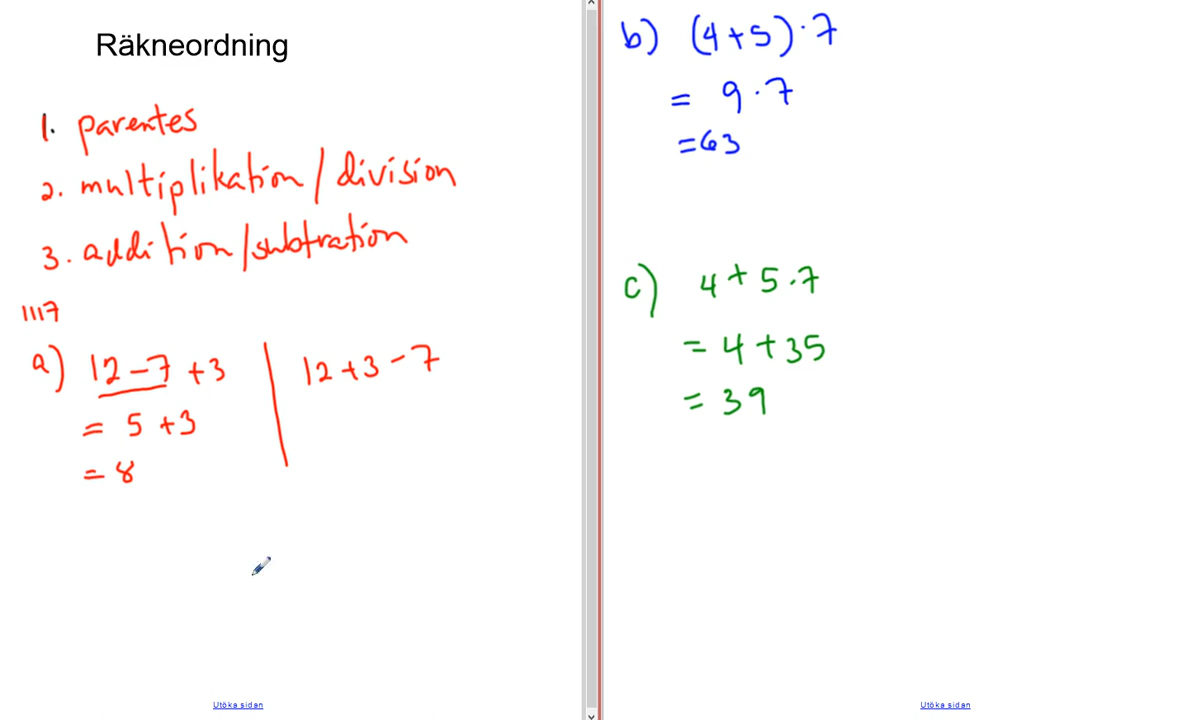 Räkneordning
1. parentes
2. multiplikation/division
3. addition/subtration
1117
a) 12-7+3 | 12+3-7
= 5+3
= 8
Utöka sidan
b) (4+5)·7
= 9·7
=63
c) 4+5·7
= 4+35
= 39
Utöka sidan